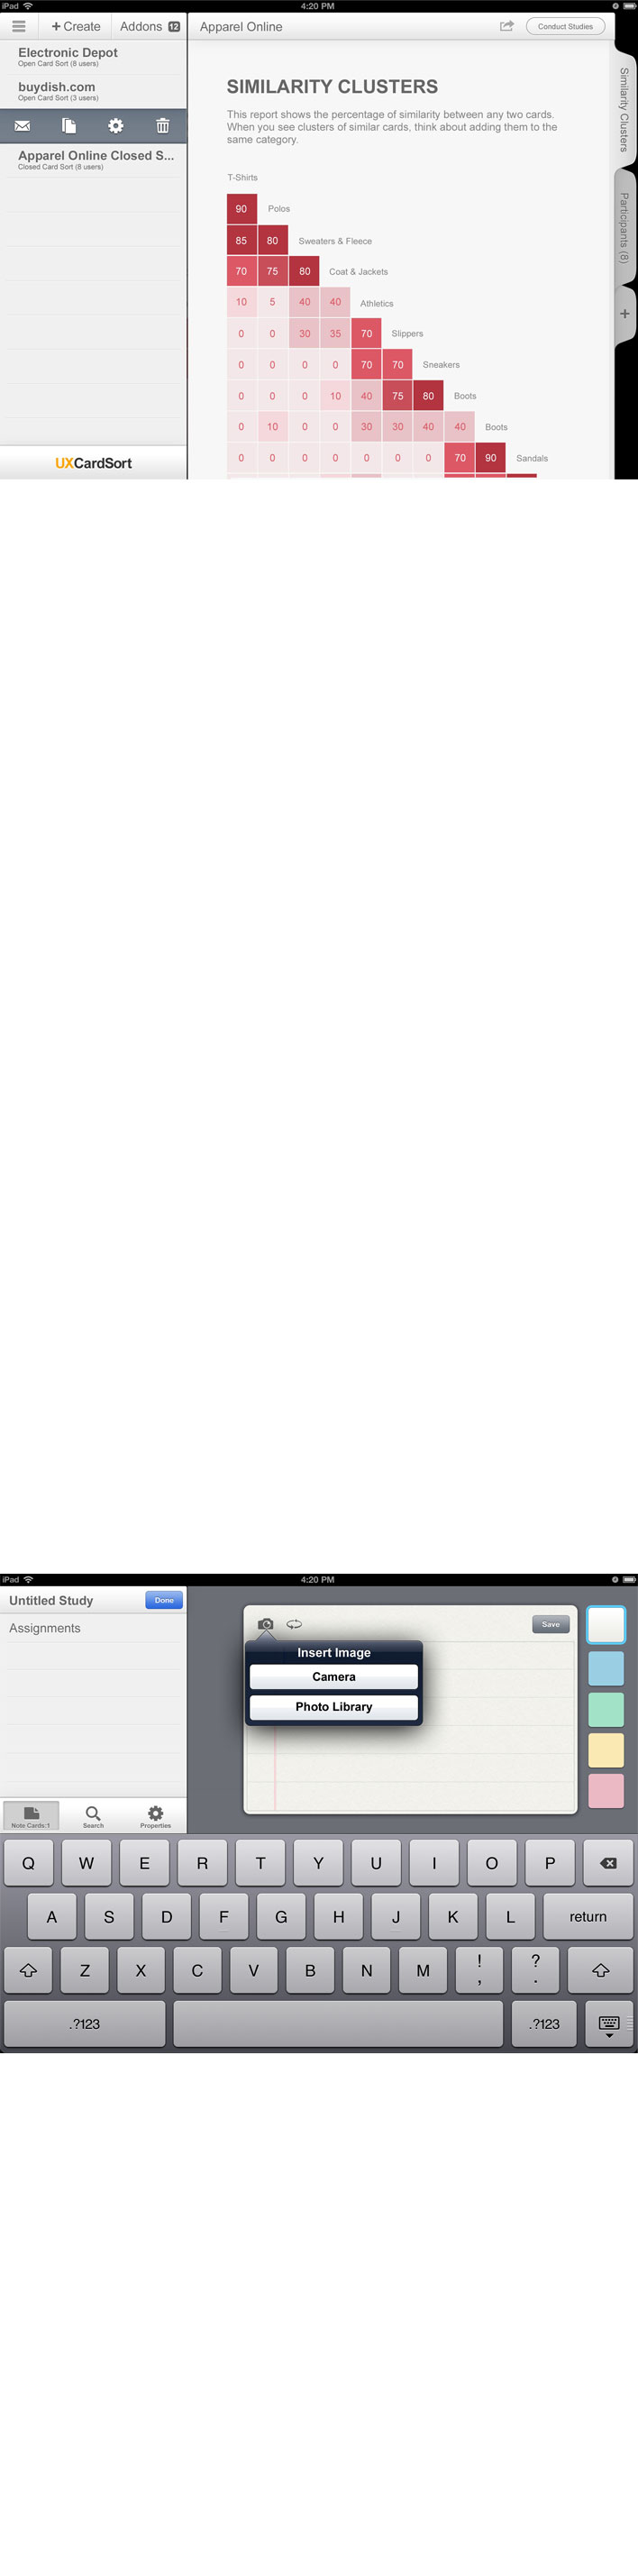 iPad 4:20 PM
+ Create Addons 12 Apparel Online Conduct Studies
Electronic Depot
Open Card Sort (8 users)
buydish.com
Open Card Sort (3 users)
Apparel Online Closed S...
Closed Card Sort (8 users)
UXCardSort
SIMILARITY CLUSTERS
This report shows the percentage of similarity between any two cards.
When you see clusters of similar cards, think about adding them to the
same category.
T-Shirts
90 Polos
85 80 Sweaters & Fleece
70 75 80 Coat & Jackets
10 5 40 40 Athletics
0 0 30 35 70 Slippers
0 0 0 0 70 70 Sneakers
0 0 0 10 40 75 80 Boots
0 10 0 0 30 30 40 40 Boots
0 0 0 0 0 0 0 70 90 Sandals
Similarity Clusters
Participants (8)
+
iPad 4:20 PM
Untitled Study Done
Assignments
Note Cards:1 Search Properties
Save
Insert Image
Camera
Photo Library
Q W E R T Y U I O P
A S D F G H J K L return
Z X C V B N M ! , ? .
.?123 .?123